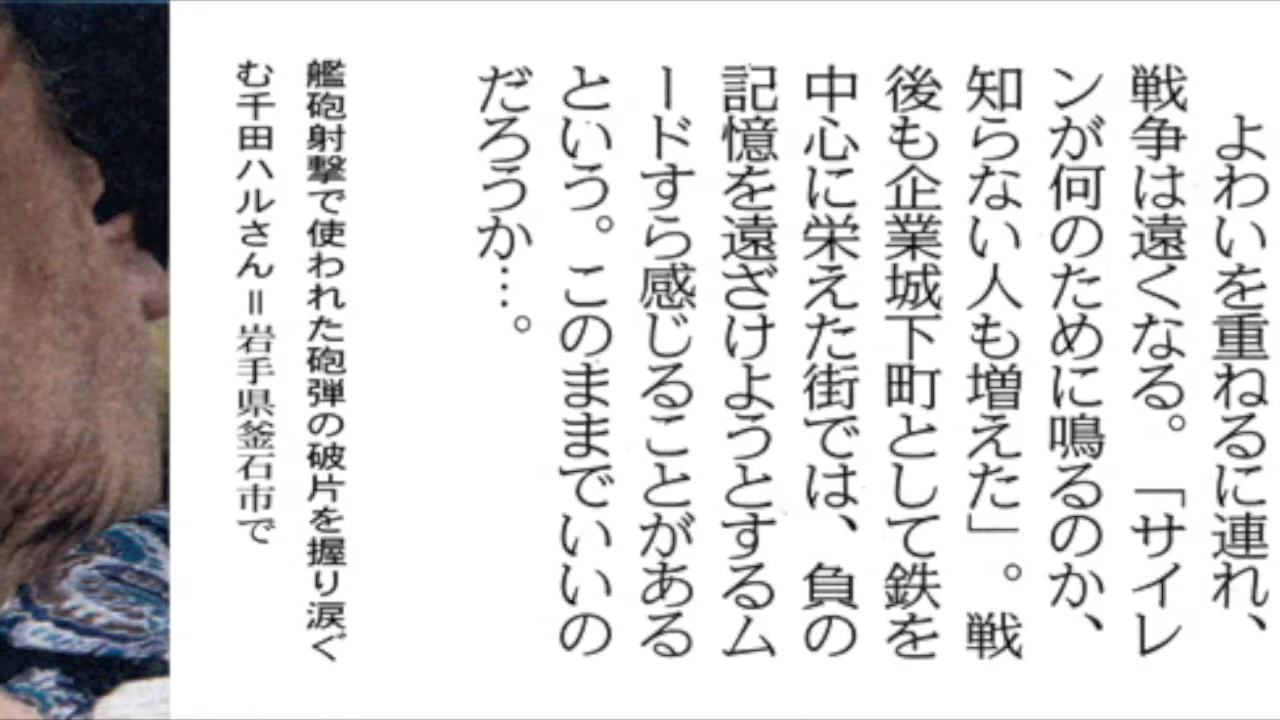 よわいを重ねるに連れ、
戦争は遠くなる。「サイレ
ンが何のために鳴るのか、
知らない人も増えた」。戦
後も企業城下町として鉄を
中心に栄えた街では、負の
記憶を遠ざけようとするム
ードすら感じることがある
という。このままでいいの
だろうか…。
艦砲射撃で使われた砲弾の破片を握り涙ぐ
む千田ハルさん＝岩手県釜石市で